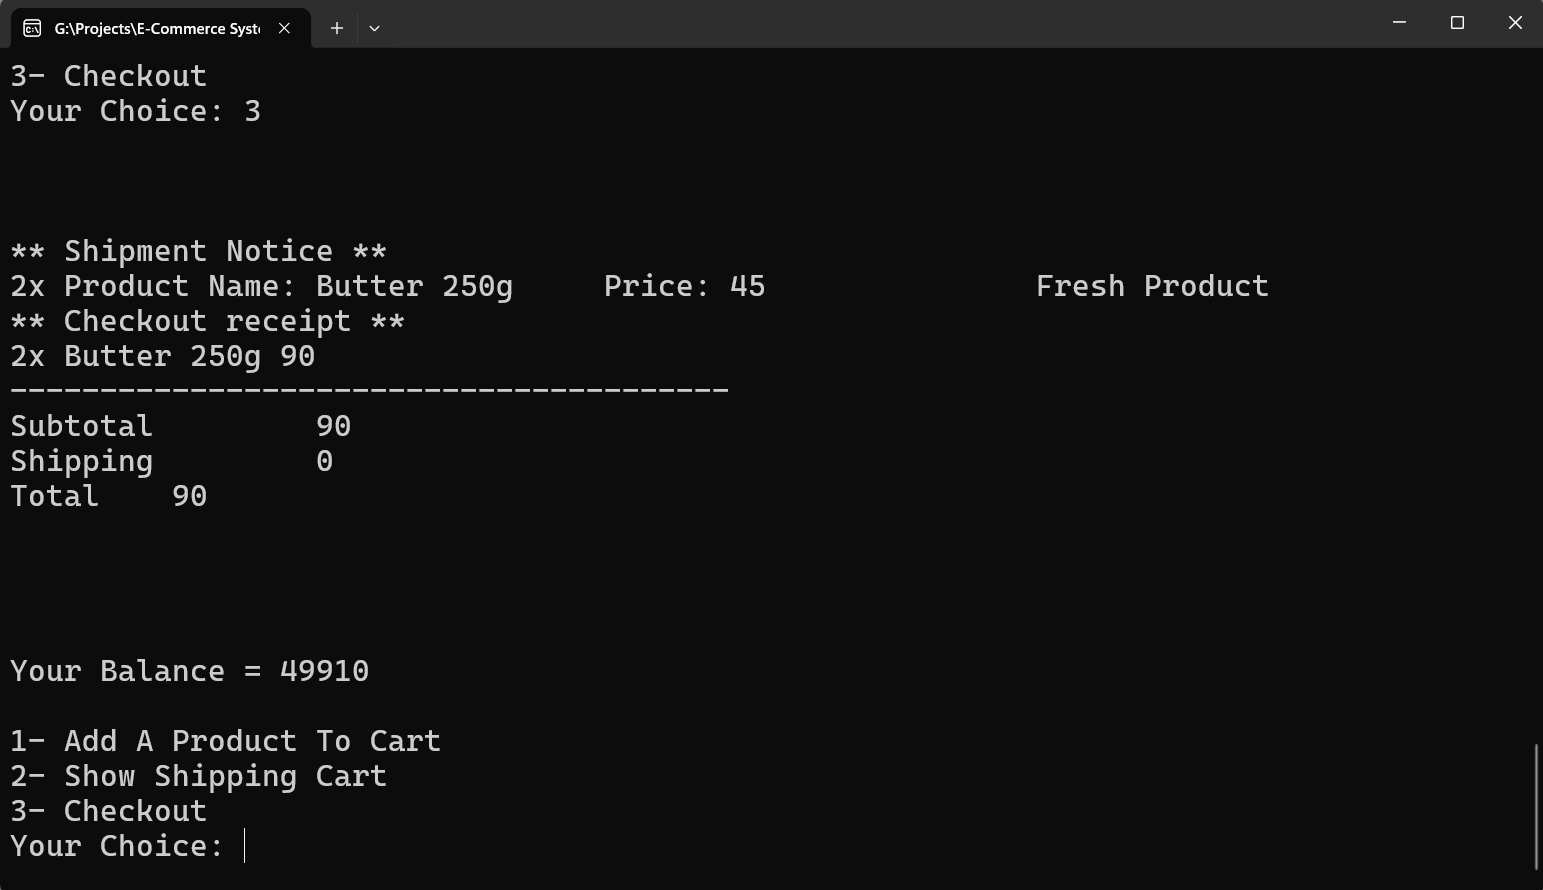 G:\Projects\E-Commerce Syst
3- Checkout
Your Choice: 3
** Shipment Notice **
2x Product Name: Butter 250g     Price: 45               Fresh Product
** Checkout receipt **
2x Butter 250g 90
----------------------------------------
Subtotal         90
Shipping         0
Total    90
Your Balance = 49910
1- Add A Product To Cart
2- Show Shipping Cart
3- Checkout
Your Choice: